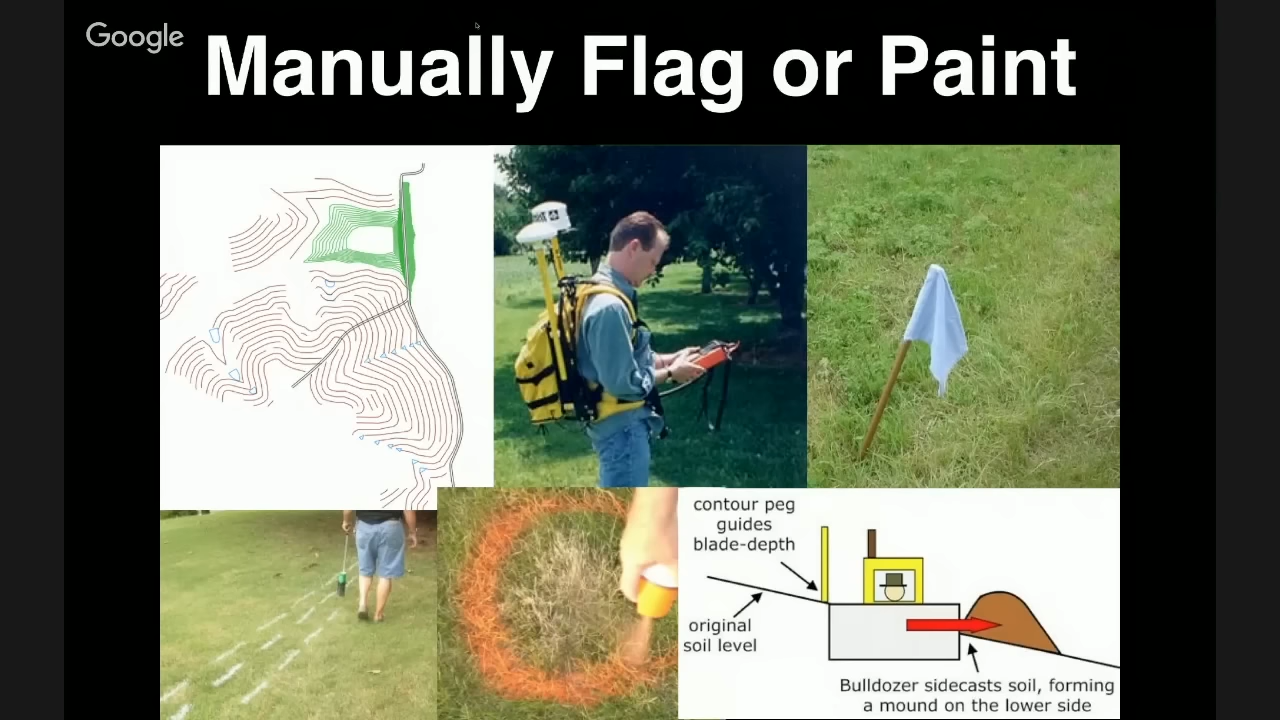 Google
Manually Flag or Paint
contour peg
guides
blade-depth
original
soil level
Bulldozer sidecasts soil, forming
a mound on the lower side